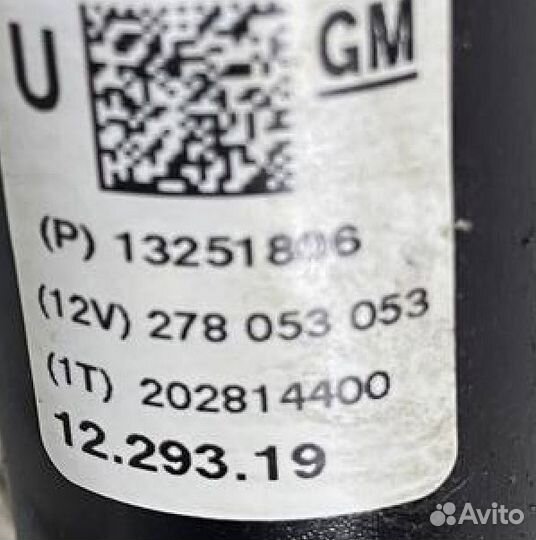 U GM
(P) 13251806
(12V) 278 053 053
(1T) 202814400
12.293.19
Avito